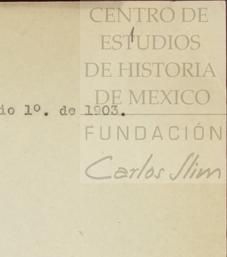 CENTRO DE
ESTUDIOS
DE HISTORIA
DE MEXICO
io 1º. de 1903.
FUNDACIÓN
Carlos Slim